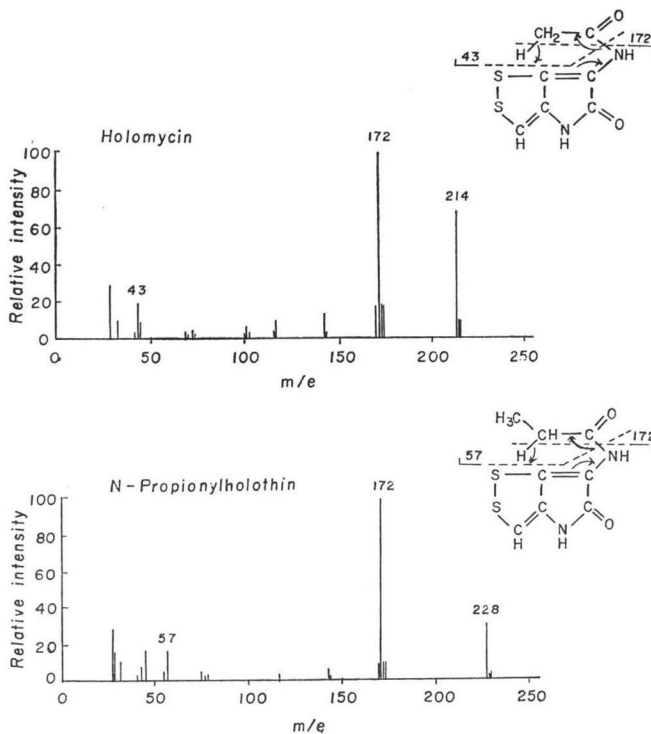 O
CH₂ — C
172
43
H
NH
S — C = C
S
C
C
C
H
N
H
O
Holomycin
172
214
43
Relative intensity
100
80
60
40
20
0
0
50
100
150
200
250
m/e
O
H₃C
CH — C
172
57
H
NH
S — C = C
S
C
C
C
H
N
H
O
N-Propionylholothin
172
228
57
Relative intensity
100
80
60
40
20
0
0
50
100
150
200
250
m/e